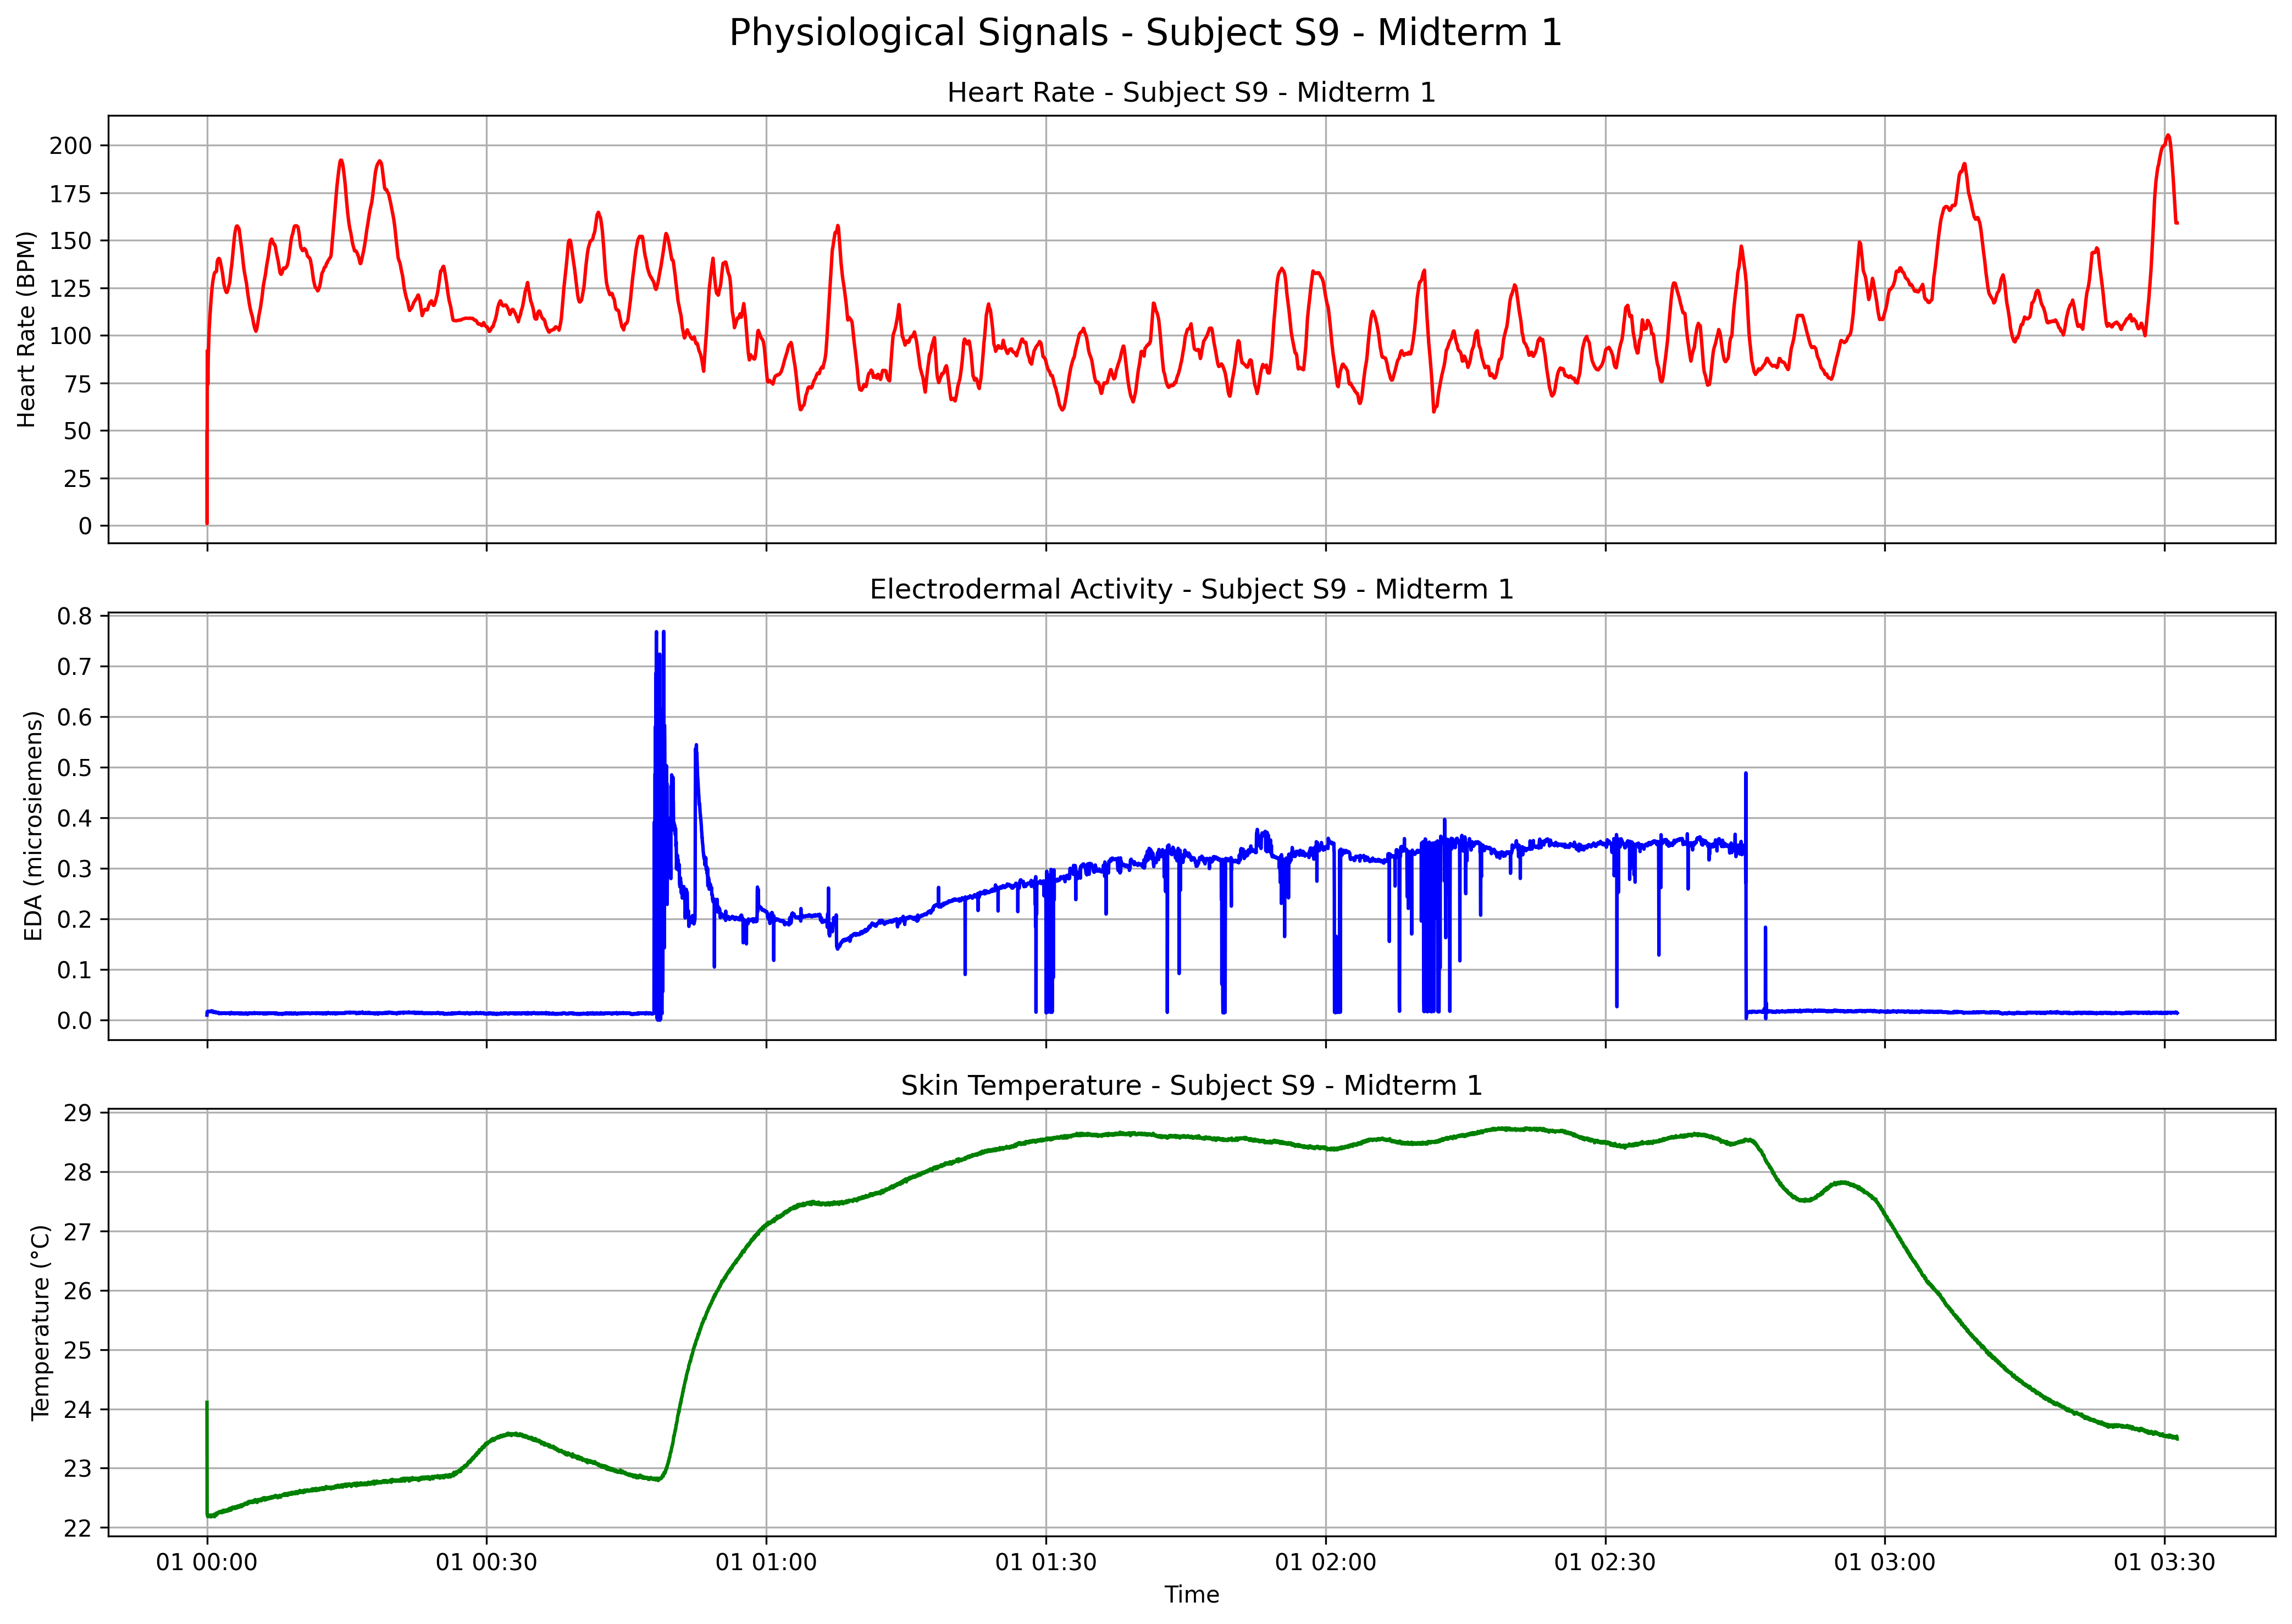 Physiological Signals - Subject S9 - Midterm 1
Heart Rate - Subject S9 - Midterm 1
Heart Rate (BPM)
200
175
150
125
100
75
50
25
0
Electrodermal Activity - Subject S9 - Midterm 1
EDA (microsiemens)
0.8
0.7
0.6
0.5
0.4
0.3
0.2
0.1
0.0
Skin Temperature - Subject S9 - Midterm 1
Temperature (°C)
29
28
27
26
25
24
23
22
01 00:00 01 00:30 01 01:00 01 01:30 01 02:00 01 02:30 01 03:00 01 03:30
Time